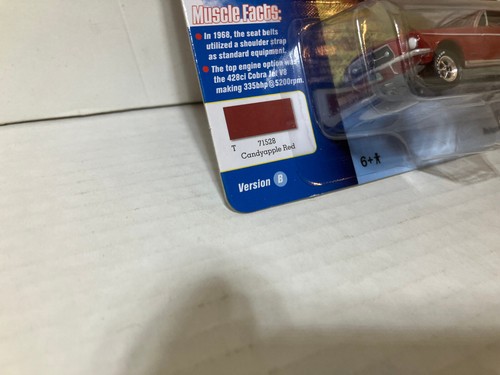 Muscle Facts:
In 1968, the seat belts
utilized a shoulder strap
as standard equipment.
The top engine option was
the 428ci Cobra Jet V8
making 335bhp @ 5200rpm.
T
71528
Candyapple Red
Version B
6+